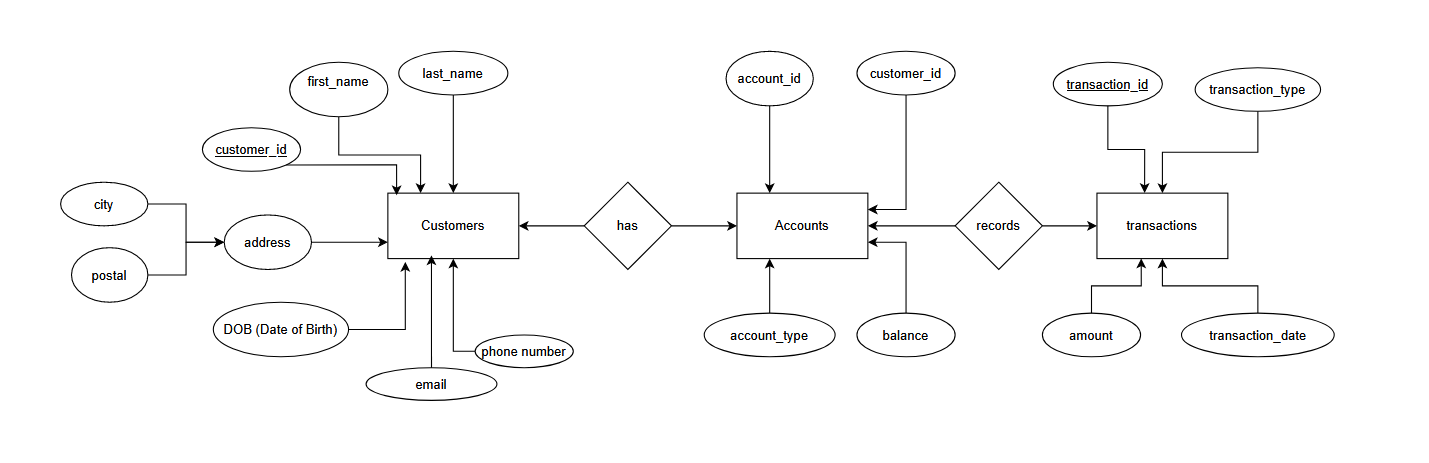 last_name
first_name
account_id
customer_id
transaction_id
transaction_type
customer_id
city
address
postal
Customers
has
Accounts
records
transactions
DOB (Date of Birth)
phone number
email
account_type
balance
amount
transaction_date